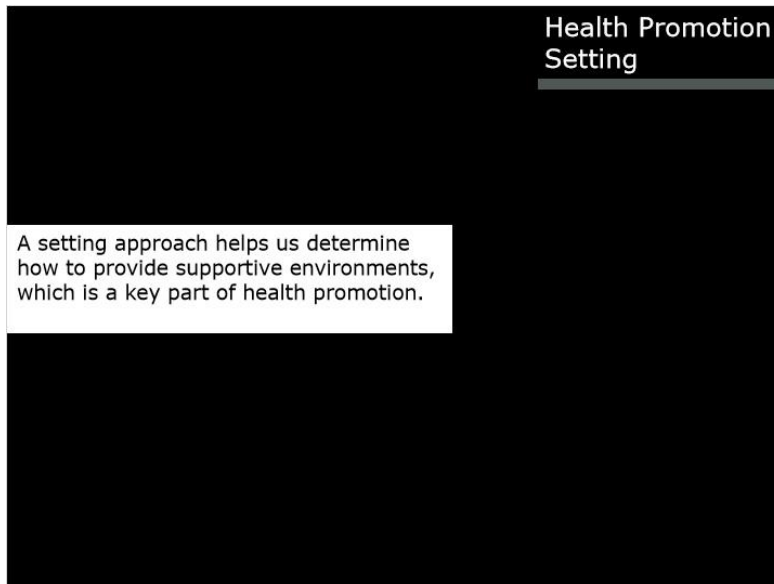 Health Promotion
Setting
A setting approach helps us determine
how to provide supportive environments,
which is a key part of health promotion.